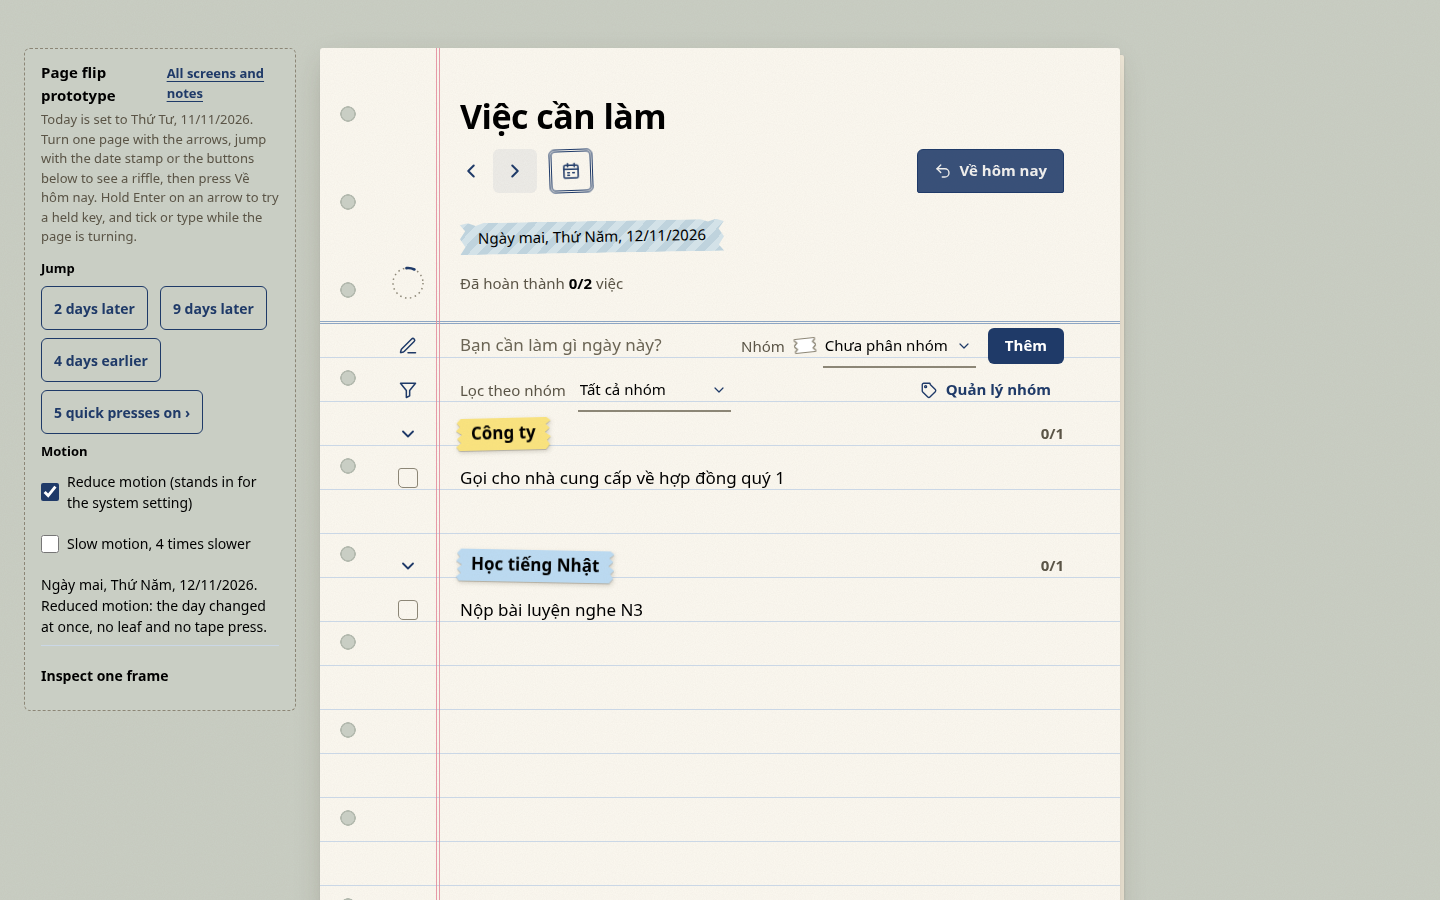 Page flip
prototype
All screens and
notes
Today is set to Thứ Tư, 11/11/2026.
Turn one page with the arrows, jump
with the date stamp or the buttons
below to see a riffle, then press Về
hôm nay. Hold Enter on an arrow to try
a held key, and tick or type while the
page is turning.
Jump
2 days later
9 days later
4 days earlier
5 quick presses on ›
Motion
Reduce motion (stands in for
the system setting)
Slow motion, 4 times slower
Ngày mai, Thứ Năm, 12/11/2026.
Reduced motion: the day changed
at once, no leaf and no tape press.
Inspect one frame
Việc cần làm
Về hôm nay
Ngày mai, Thứ Năm, 12/11/2026
Đã hoàn thành 0/2 việc
Bạn cần làm gì ngày này?
Nhóm
Chưa phân nhóm
Thêm
Lọc theo nhóm
Tất cả nhóm
Quản lý nhóm
Công ty
0/1
Gọi cho nhà cung cấp về hợp đồng quý 1
Học tiếng Nhật
0/1
Nộp bài luyện nghe N3